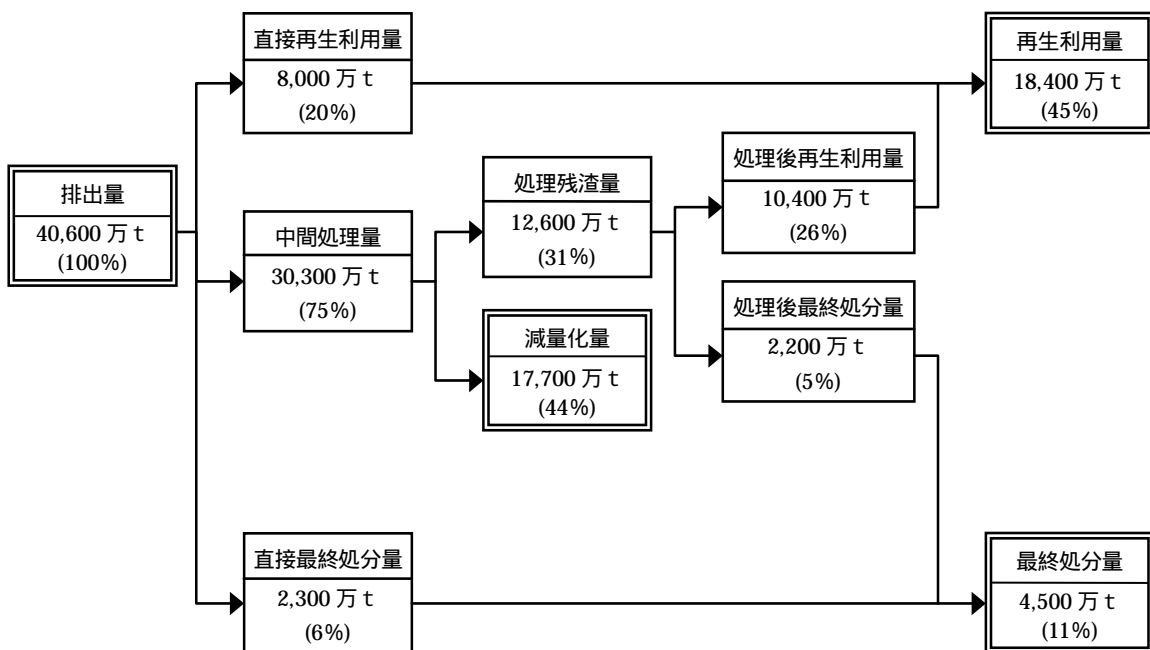 直接再生利用量
8,000 万 t
(20%)
再生利用量
18,400 万 t
(45%)
排出量
40,600 万 t
(100%)
中間処理量
30,300 万 t
(75%)
処理残渣量
12,600 万 t
(31%)
処理後再生利用量
10,400 万 t
(26%)
減量化量
17,700 万 t
(44%)
処理後最終処分量
2,200 万 t
(5%)
直接最終処分量
2,300 万 t
(6%)
最終処分量
4,500 万 t
(11%)